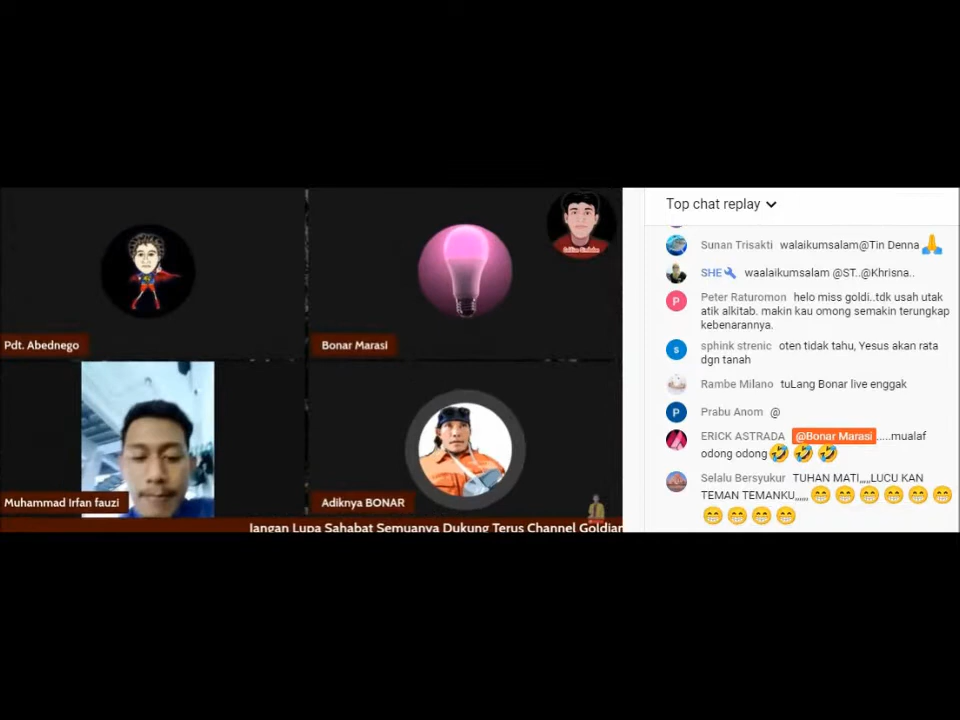 Pdt. Abednego
Bonar Marasi
Muhammad Irfan fauzi
Adiknya BONAR
Jangan Lupa Sahabat Semuanya Dukung Terus Channel Goldian
Top chat replay
Sunan Trisakti walaikumsalam@Tin Denna 🙏
SHE waalaikumsalam @ST..@Khrisna..
Peter Raturomon helo miss goldi..tdk usah utak
atik alkitab. makin kau omong semakin terungkap
kebenarannya.
sphink strenic oten tidak tahu, Yesus akan rata
dgn tanah
Rambe Milano tuLang Bonar live enggak
Prabu Anom @
ERICK ASTRADA @Bonar Marasi.....mualaf
odong odong🤣🤣🤣
Selalu Bersyukur TUHAN MATI,,,,,LUCU KAN
TEMAN TEMANKU,,,,,,😁😁😁😁😁😁
😁😁😁😁